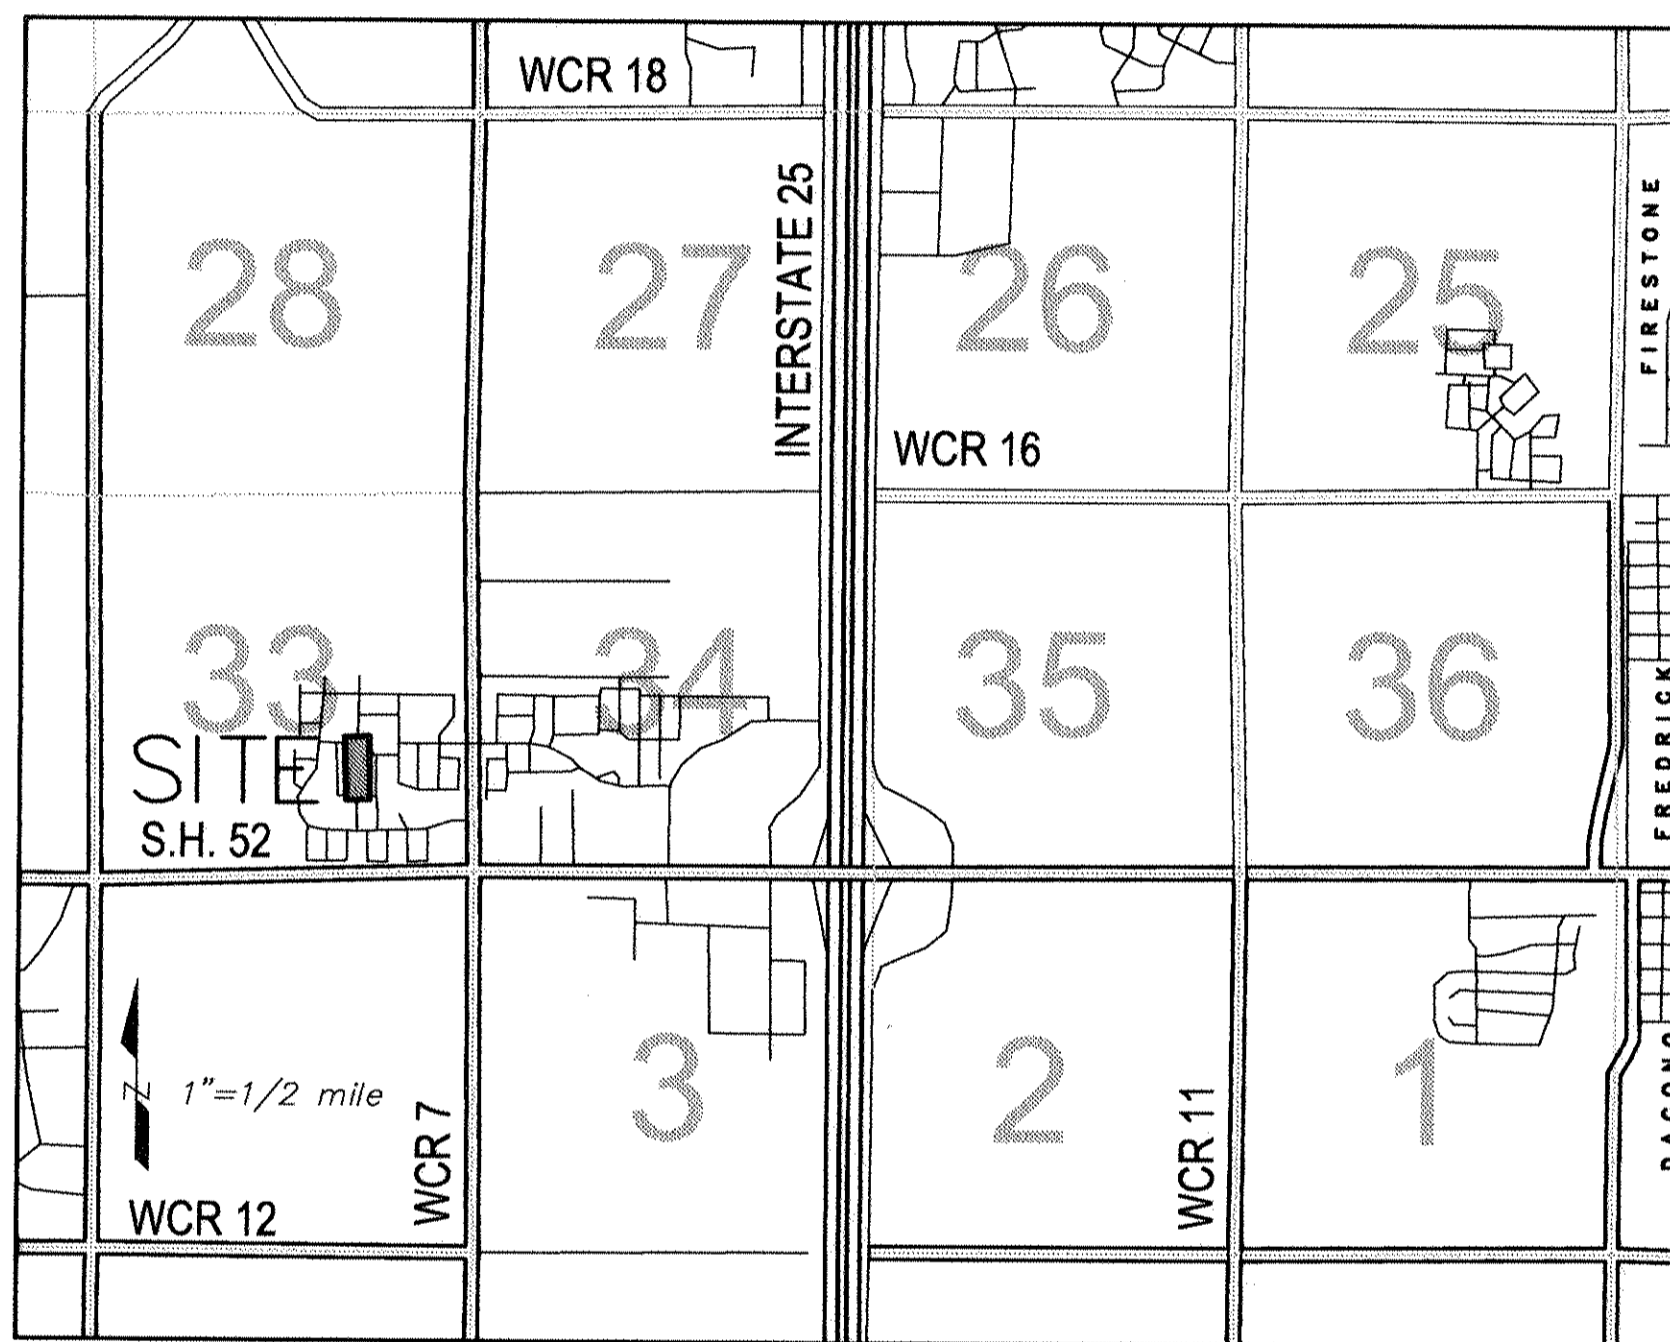 WCR 18
INTERSTATE 25
FIRESTONE
28
27
26
25
WCR 16
33
34
35
36
FREDRICK
SITE
S.H. 52
3
2
1
N
1"=1/2 mile
WCR 7
WCR 11
DACONO
WCR 12